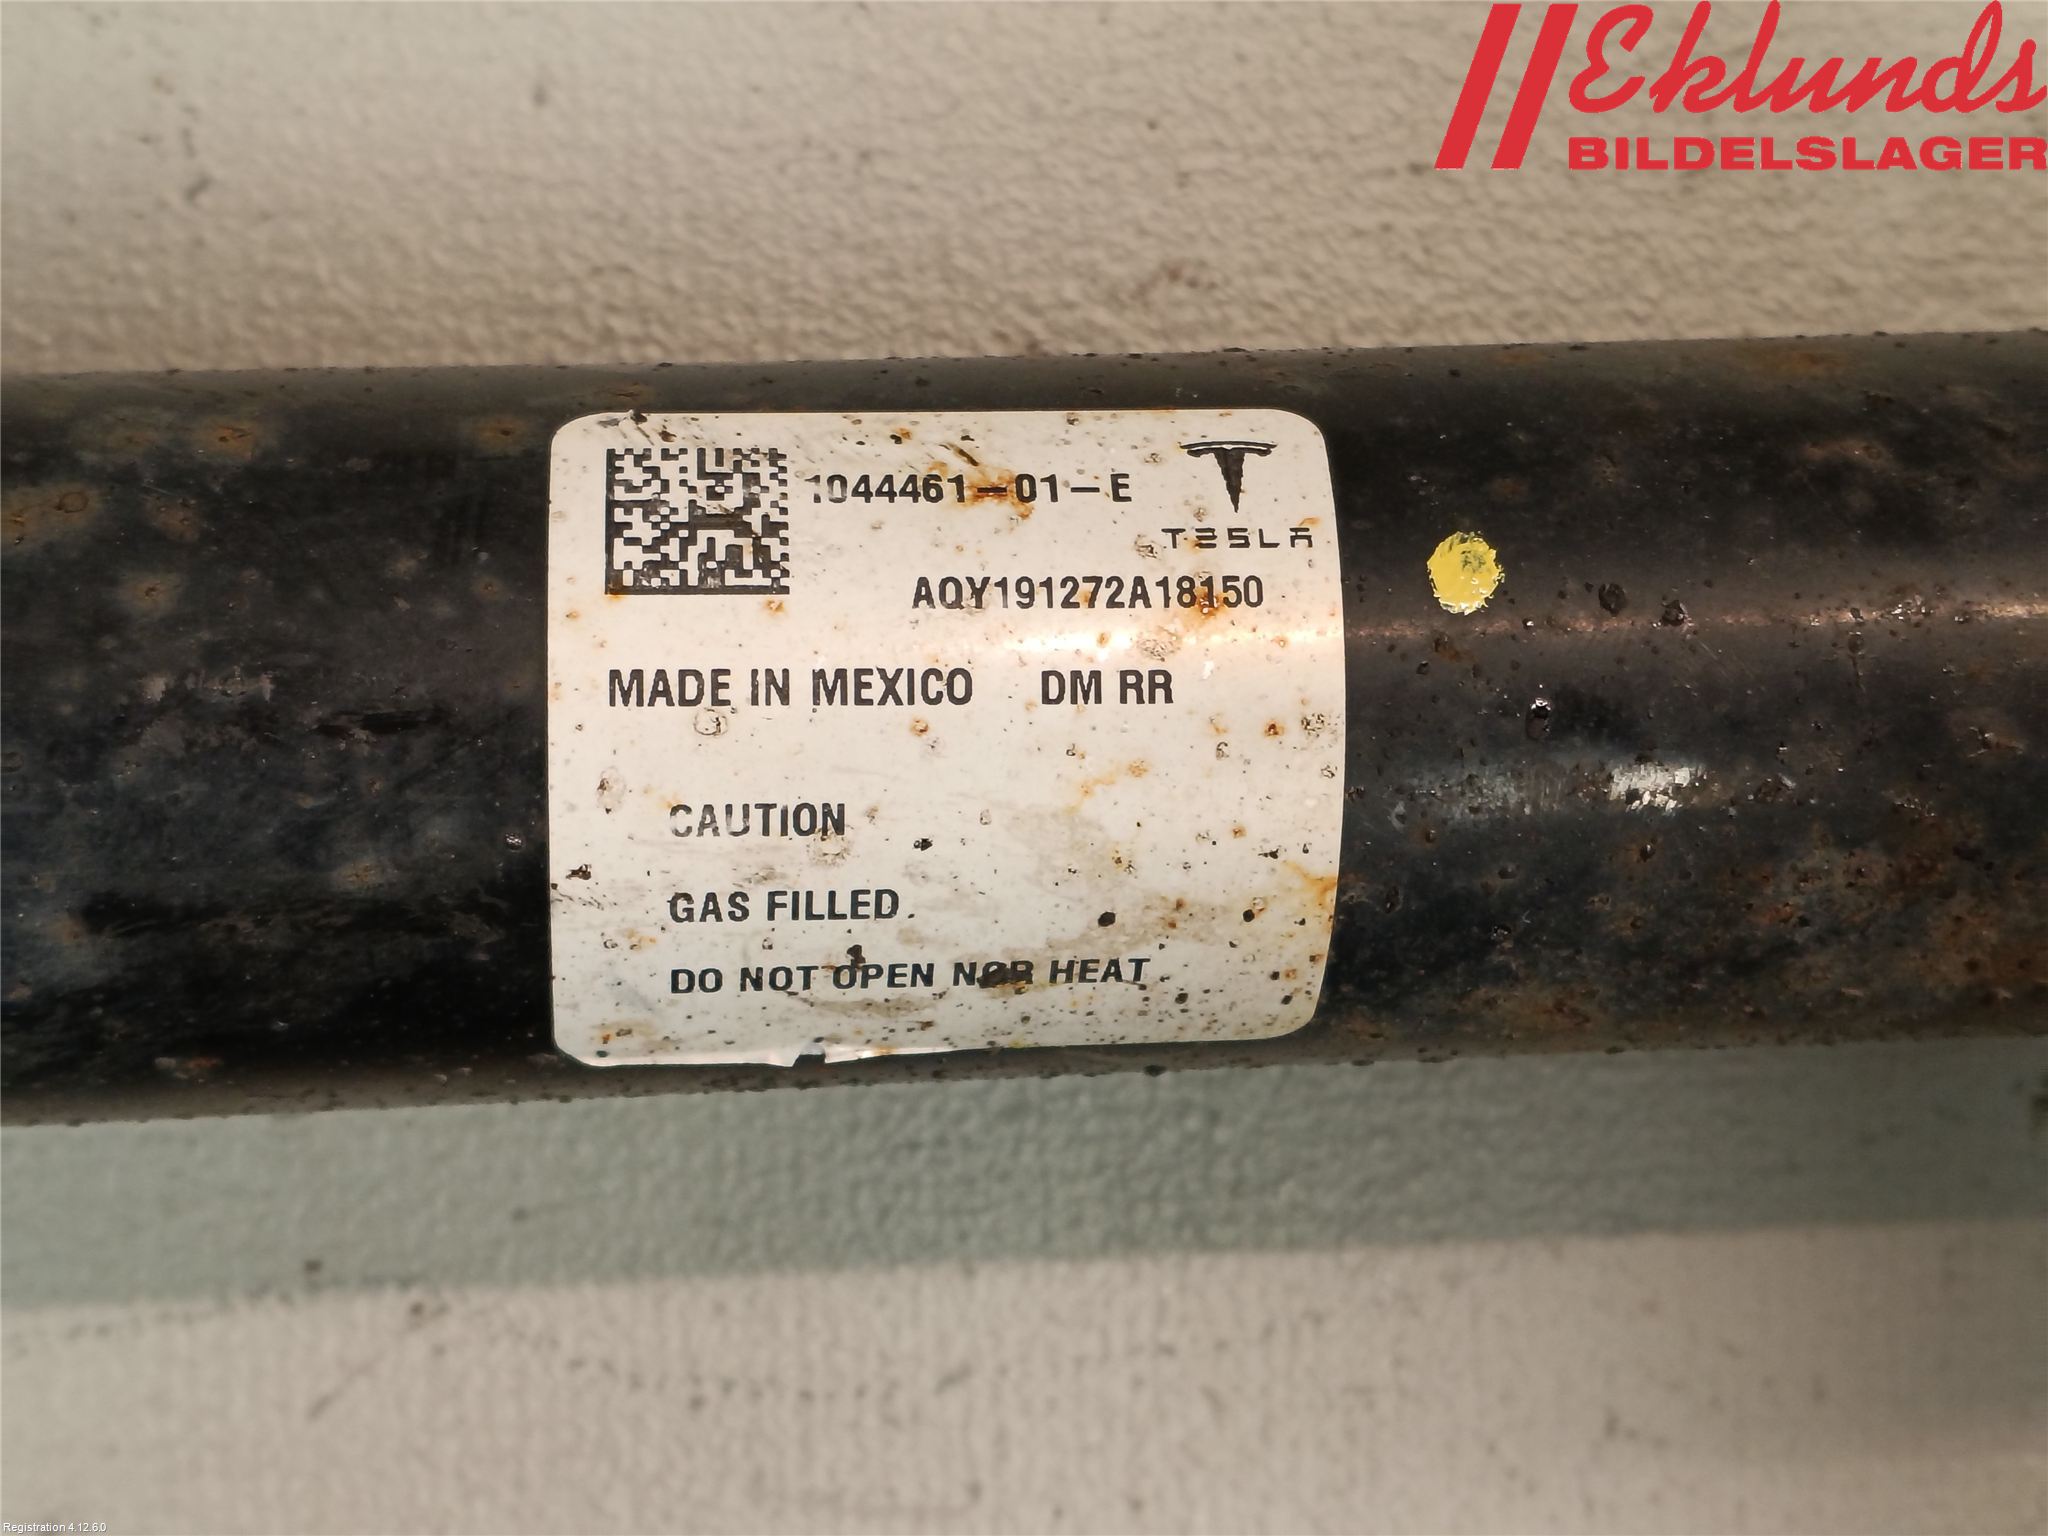 Eklunds
BILDELSLAGER
1044461-01-E
TESLA
AQY191272A18150
MADE IN MEXICO DM RR
CAUTION
GAS FILLED.
DO NOT OPEN NOR HEAT
Registration 4.12.6.0